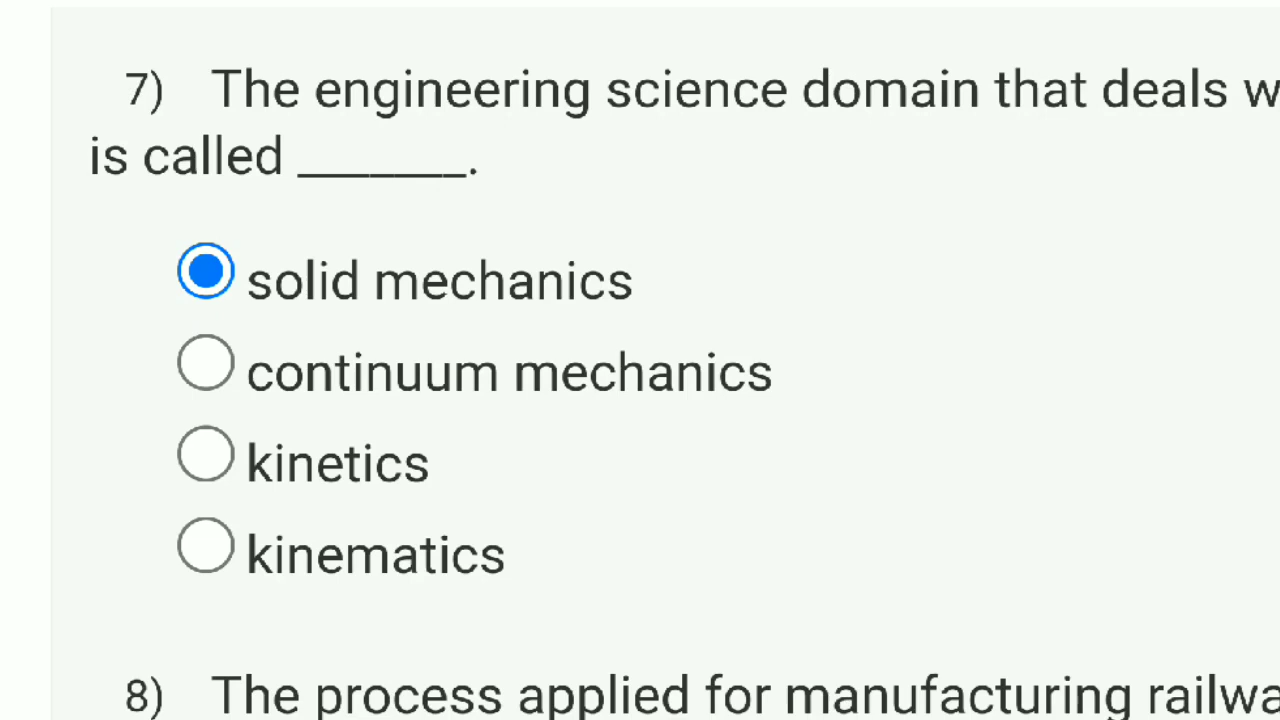 7) The engineering science domain that deals
is called _______.
solid mechanics
continuum mechanics
kinetics
kinematics
8) The process applied for manufacturing